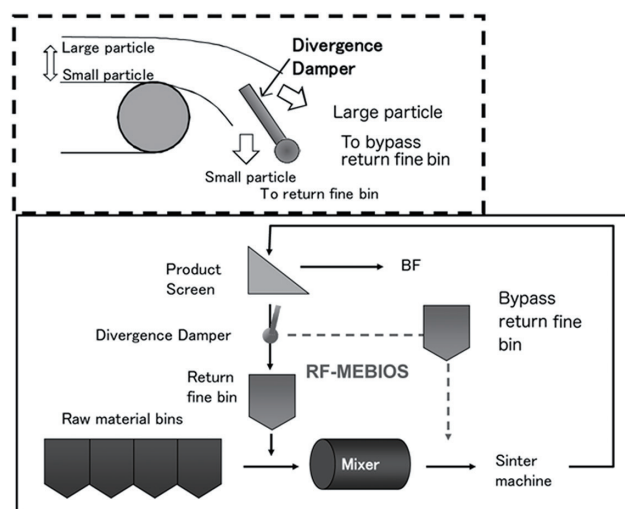 Large particle
Small particle
Divergence
Damper
Large particle
To bypass
return fine bin
Small particle
To return fine bin
Product
Screen
BF
Bypass
return fine
bin
Divergence Damper
RF-MEBIOS
Return
fine bin
Raw material bins
Mixer
Sinter
machine